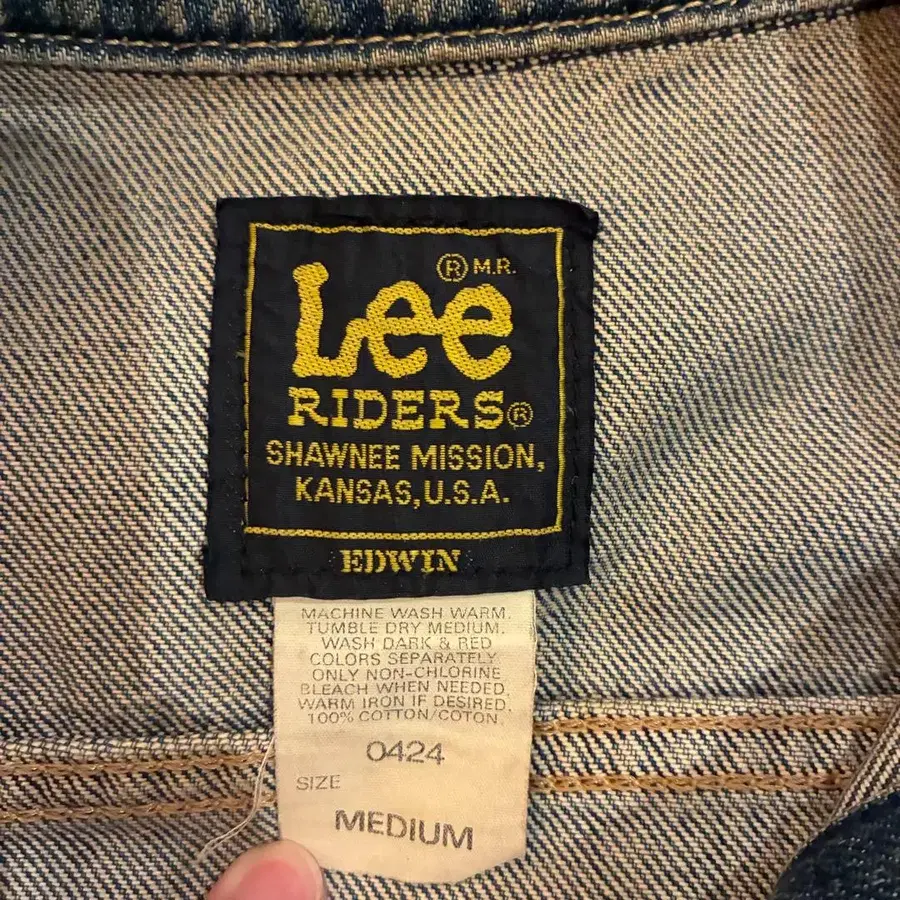 ® M.R.
Lee
RIDERS®
SHAWNEE MISSION,
KANSAS, U.S.A.
EDWIN
MACHINE WASH WARM.
TUMBLE DRY MEDIUM.
WASH DARK & RED
COLORS SEPARATELY
ONLY NON-CHLORINE
BLEACH WHEN NEEDED.
WARM IRON IF DESIRED.
100% COTTON/COTON.
0424
SIZE
MEDIUM